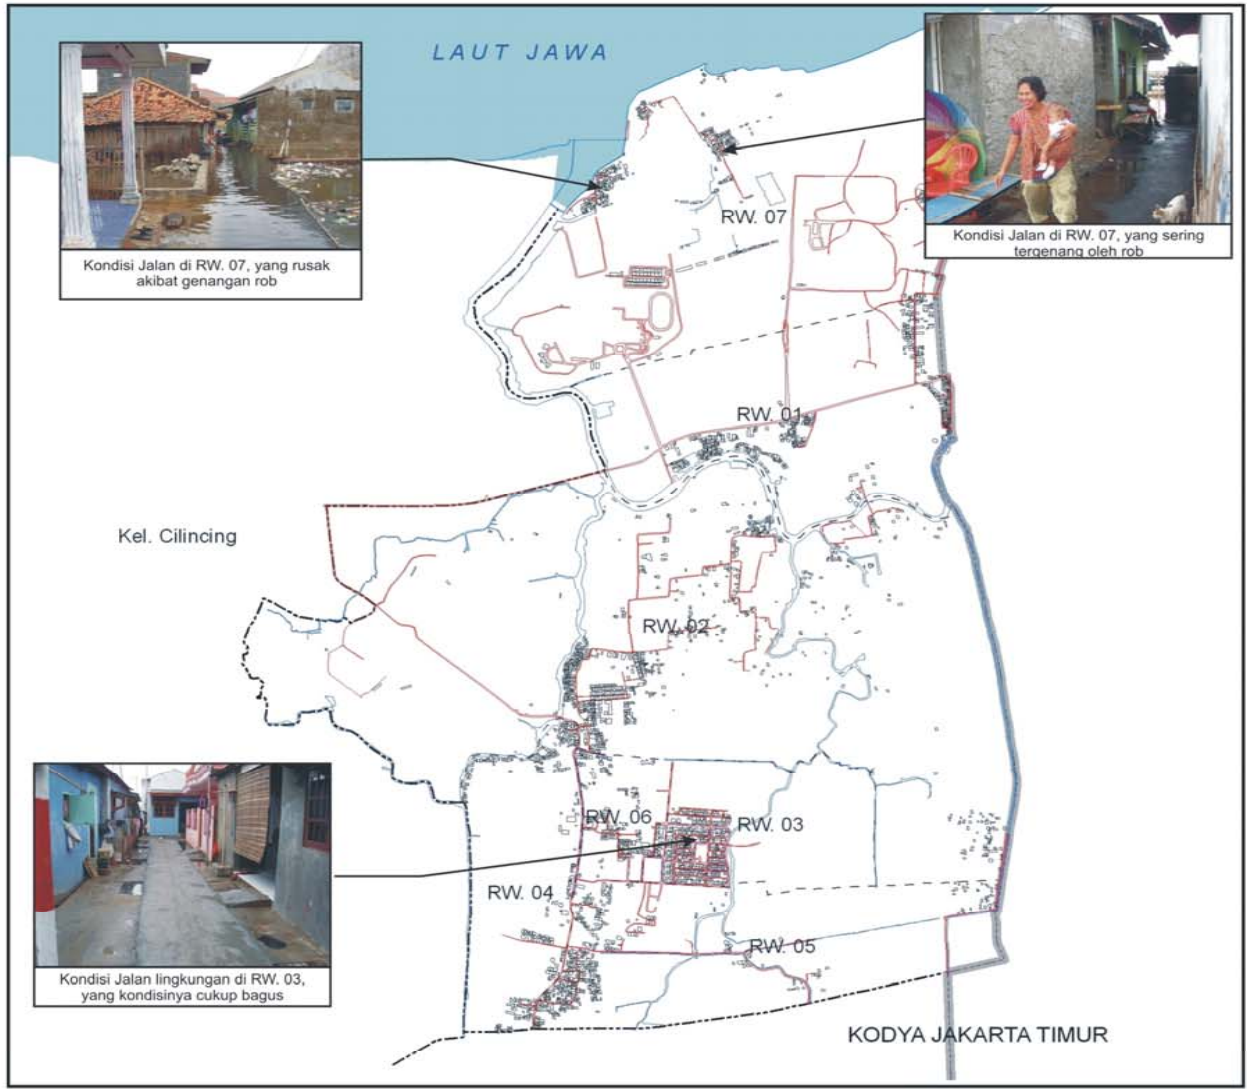 LAUT JAWA
Kondisi Jalan di RW. 07, yang rusak
akibat genangan rob
Kondisi Jalan di RW. 07, yang sering
tergenang oleh rob
RW. 07
RW. 01
Kel. Cilincing
RW. 02
RW. 06
RW. 03
RW. 04
RW. 05
Kondisi Jalan lingkungan di RW. 03,
yang kondisinya cukup bagus
KODYA JAKARTA TIMUR